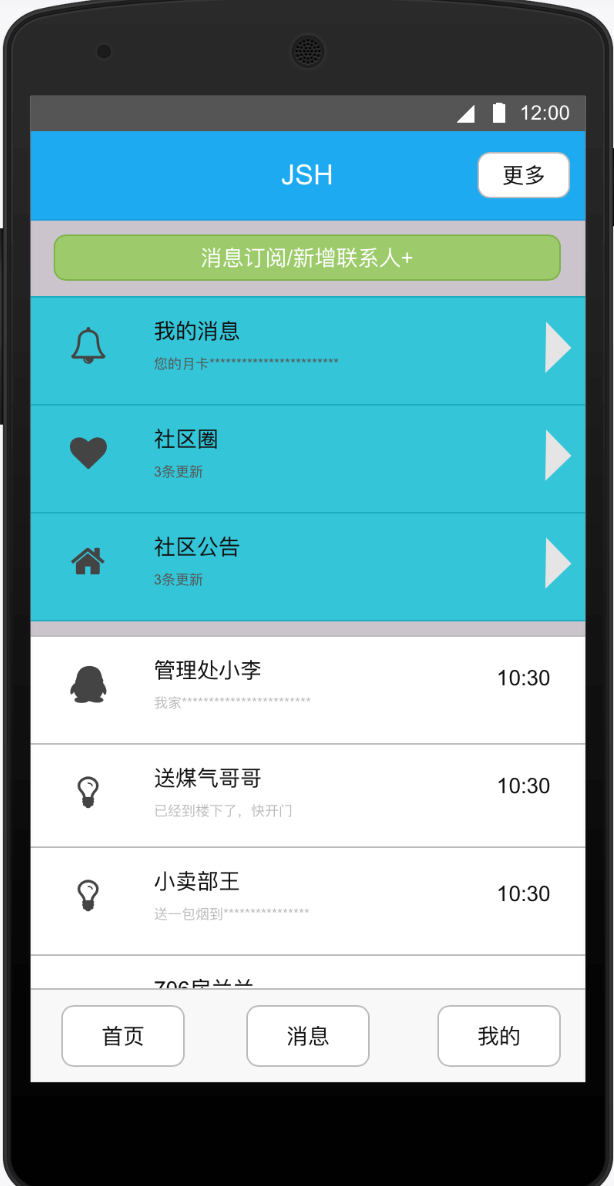 12:00
JSH
更多
消息订阅/新增联系人+
我的消息
您的月卡************************
社区圈
3条更新
社区公告
3条更新
管理处小李
10:30
我家************************
送煤气哥哥
10:30
已经到楼下了，快开门
小卖部王
10:30
送一包烟到****************
首页
消息
我的